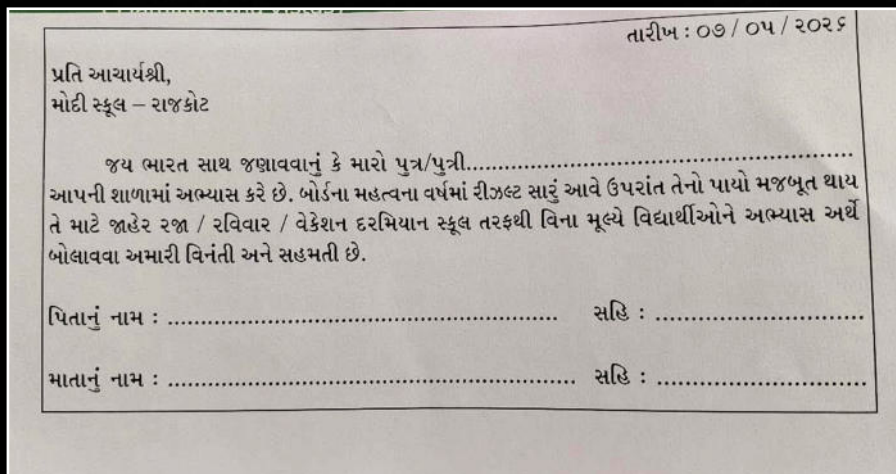 તારીખ : ૦૭ / ૦૫ / ૨૦૨૬
પ્રતિ આચાર્યશ્રી,
મોદી સ્કૂલ – રાજકોટ
જય ભારત સાથ જણાવવાનું કે મારો પુત્ર/પુત્રી..........................................................
આપની શાળામાં અભ્યાસ કરે છે. બોર્ડના મહત્વના વર્ષમાં રીઝલ્ટ સારું આવે ઉપરાંત તેનો પાયો મજબૂત થાય
તે માટે જાહેર રજા / રવિવાર / વેકેશન દરમિયાન સ્કૂલ તરફથી વિના મૂલ્યે વિદ્યાર્થીઓને અભ્યાસ અર્થે
બોલાવવા અમારી વિનંતી અને સહમતી છે.
પિતાનું નામ : .......................................................... સહિ : ...............................
માતાનું નામ : ............................................................ સહિ : ...............................